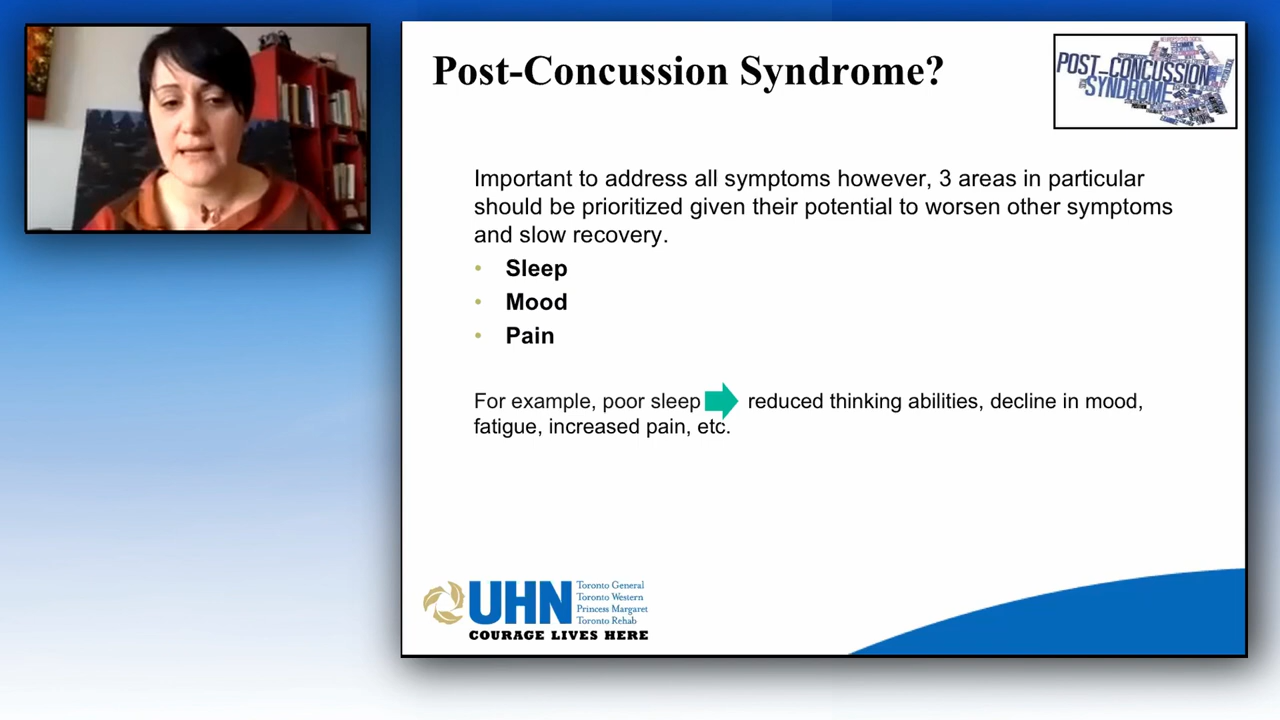 Post-Concussion Syndrome?
POST-CONCUSSION
SYNDROME
Important to address all symptoms however, 3 areas in particular
should be prioritized given their potential to worsen other symptoms
and slow recovery.
• Sleep
• Mood
• Pain
For example, poor sleep reduced thinking abilities, decline in mood,
fatigue, increased pain, etc.
UHN
Toronto General
Toronto Western
Princess Margaret
Toronto Rehab
COURAGE LIVES HERE